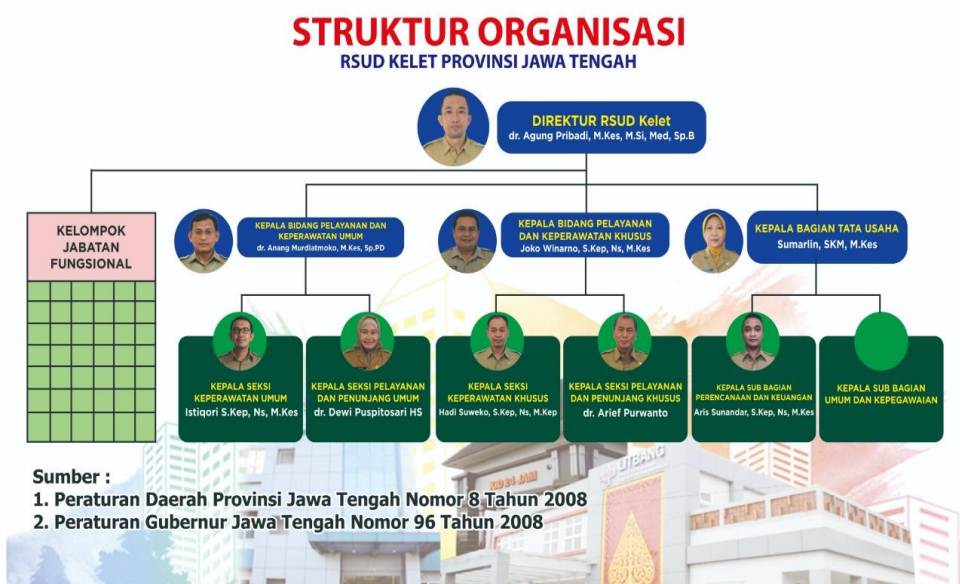 STRUKTUR ORGANISASI
RSUD KELET PROVINSI JAWA TENGAH
DIREKTUR RSUD Kelet
dr. Agung Pribadi, M.Kes, M.Si, Med, Sp.B
KELOMPOK
JABATAN
FUNGSIONAL
KEPALA BIDANG PELAYANAN DAN
KEPERAWATAN UMUM
dr. Anang Murdiatmoko, M.Kes, Sp.PD
KEPALA BIDANG PELAYANAN
DAN KEPERAWATAN KHUSUS
Joko Winarno, S.Kep, Ns, M.Kes
KEPALA BAGIAN TATA USAHA
Sumarlin, SKM, M.Kes
KEPALA SEKSI
KEPERAWATAN UMUM
Istiqori S.Kep, Ns, M.Kes
KEPALA SEKSI PELAYANAN
DAN PENUNJANG UMUM
dr. Dewi Puspitosari HS
KEPALA SEKSI
KEPERAWATAN KHUSUS
Hadi Suweko, S.Kep, Ns, M.Kep
KEPALA SEKSI PELAYANAN
DAN PENUNJANG KHUSUS
dr. Arief Purwanto
KEPALA SUB BAGIAN
PERENCANAAN DAN KEUANGAN
Aris Sunandar, S.Kep, Ns, M.Kes
KEPALA SUB BAGIAN
UMUM DAN KEPEGAWAIAN
IGD 24 JAM
LITBANG
Sumber :
1. Peraturan Daerah Provinsi Jawa Tengah Nomor 8 Tahun 2008
2. Peraturan Gubernur Jawa Tengah Nomor 96 Tahun 2008